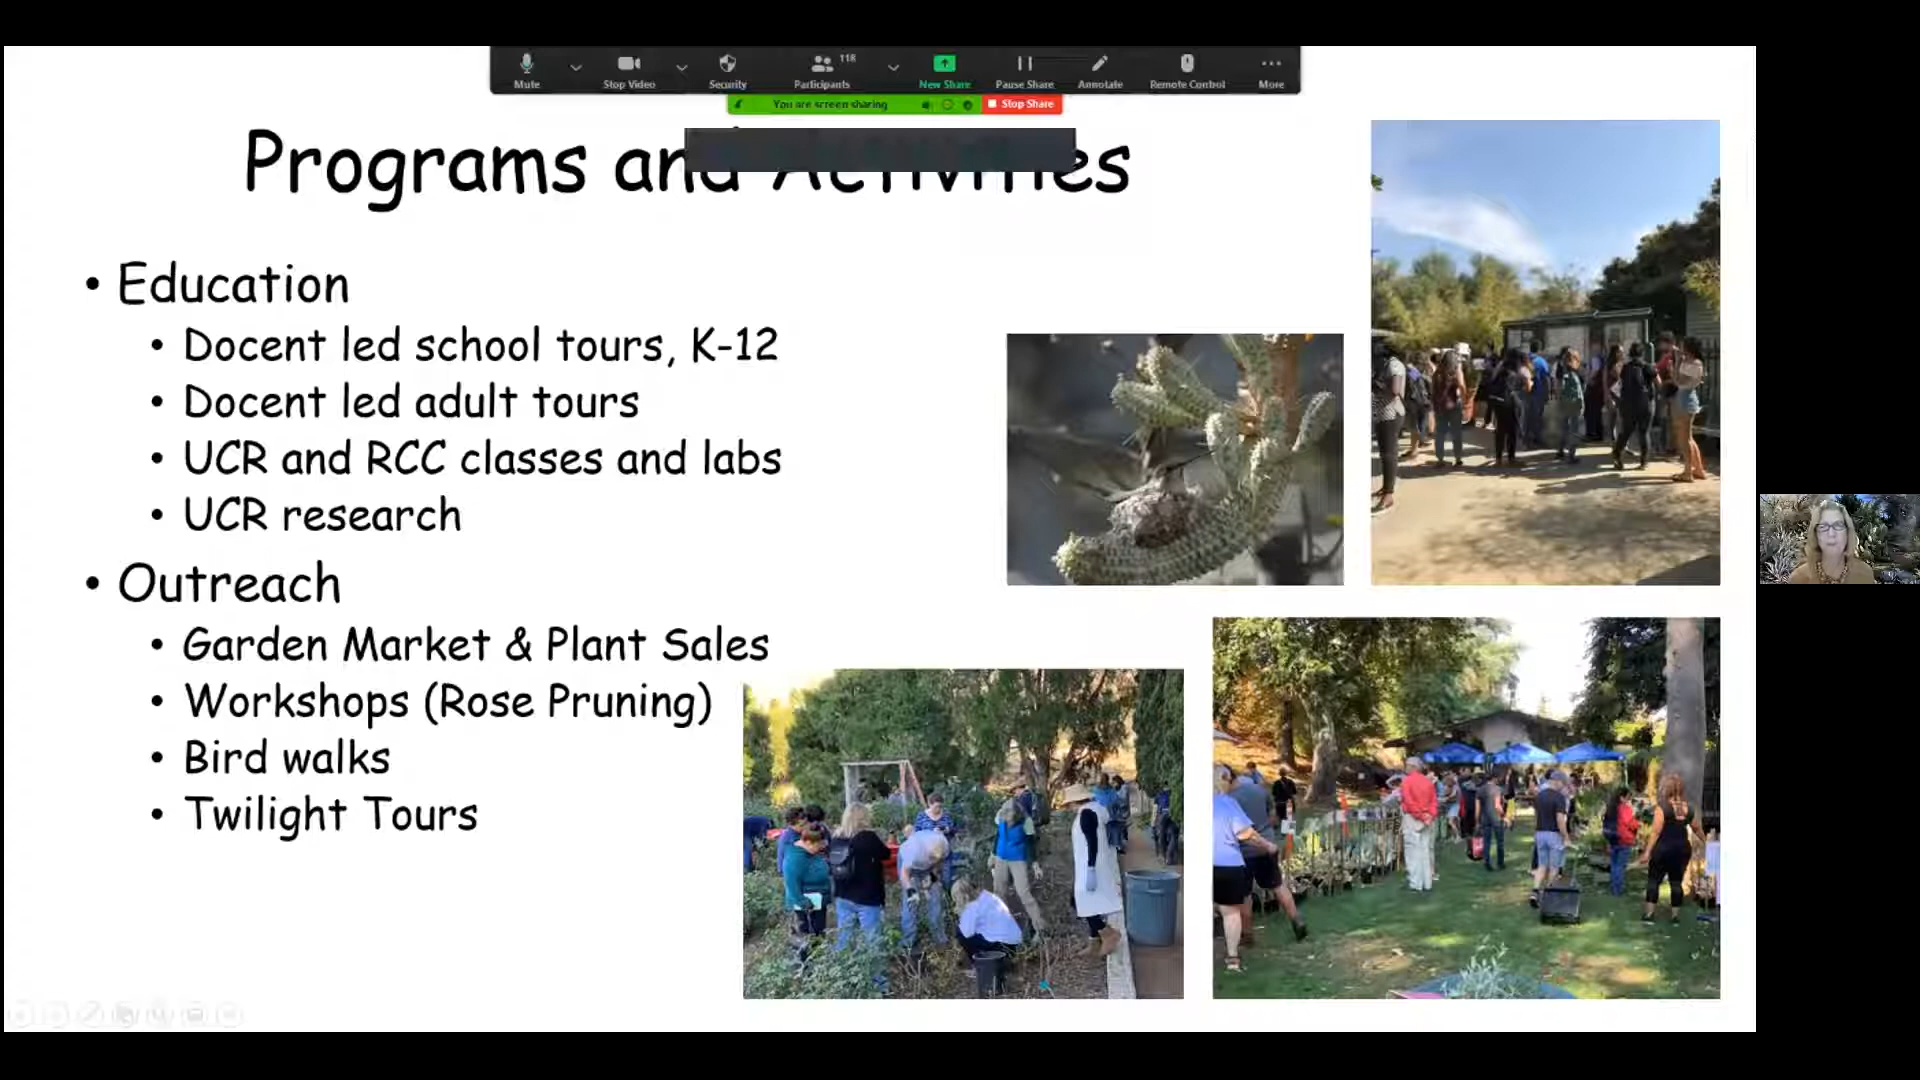 Mute
Stop Video
Security
Participants
118
New Share
Pause Share
Annotate
Remote Control
More
You are screen sharing
Stop Share
Programs and Activities
• Education
• Docent led school tours, K-12
• Docent led adult tours
• UCR and RCC classes and labs
• UCR research
• Outreach
• Garden Market & Plant Sales
• Workshops (Rose Pruning)
• Bird walks
• Twilight Tours